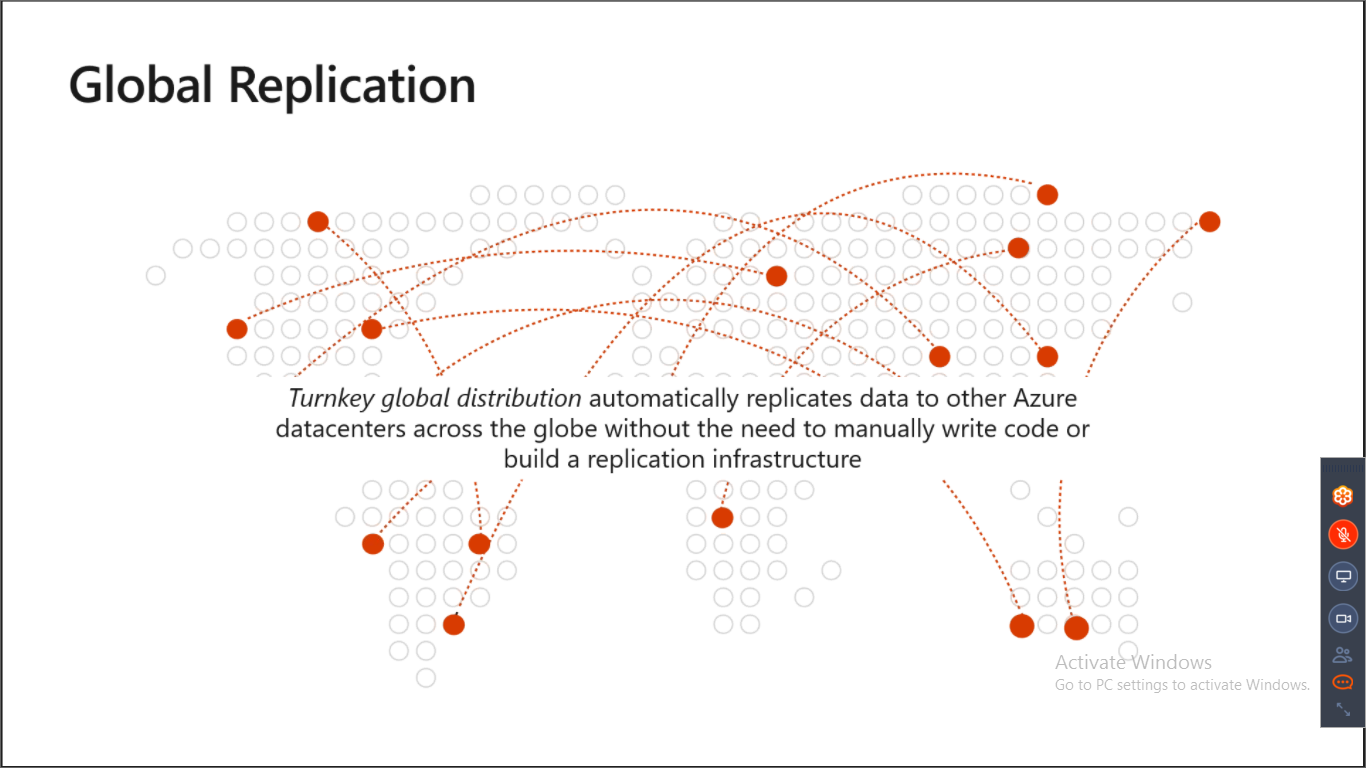 Global Replication
Turnkey global distribution automatically replicates data to other Azure
datacenters across the globe without the need to manually write code or
build a replication infrastructure
Activate Windows
Go to PC settings to activate Windows.